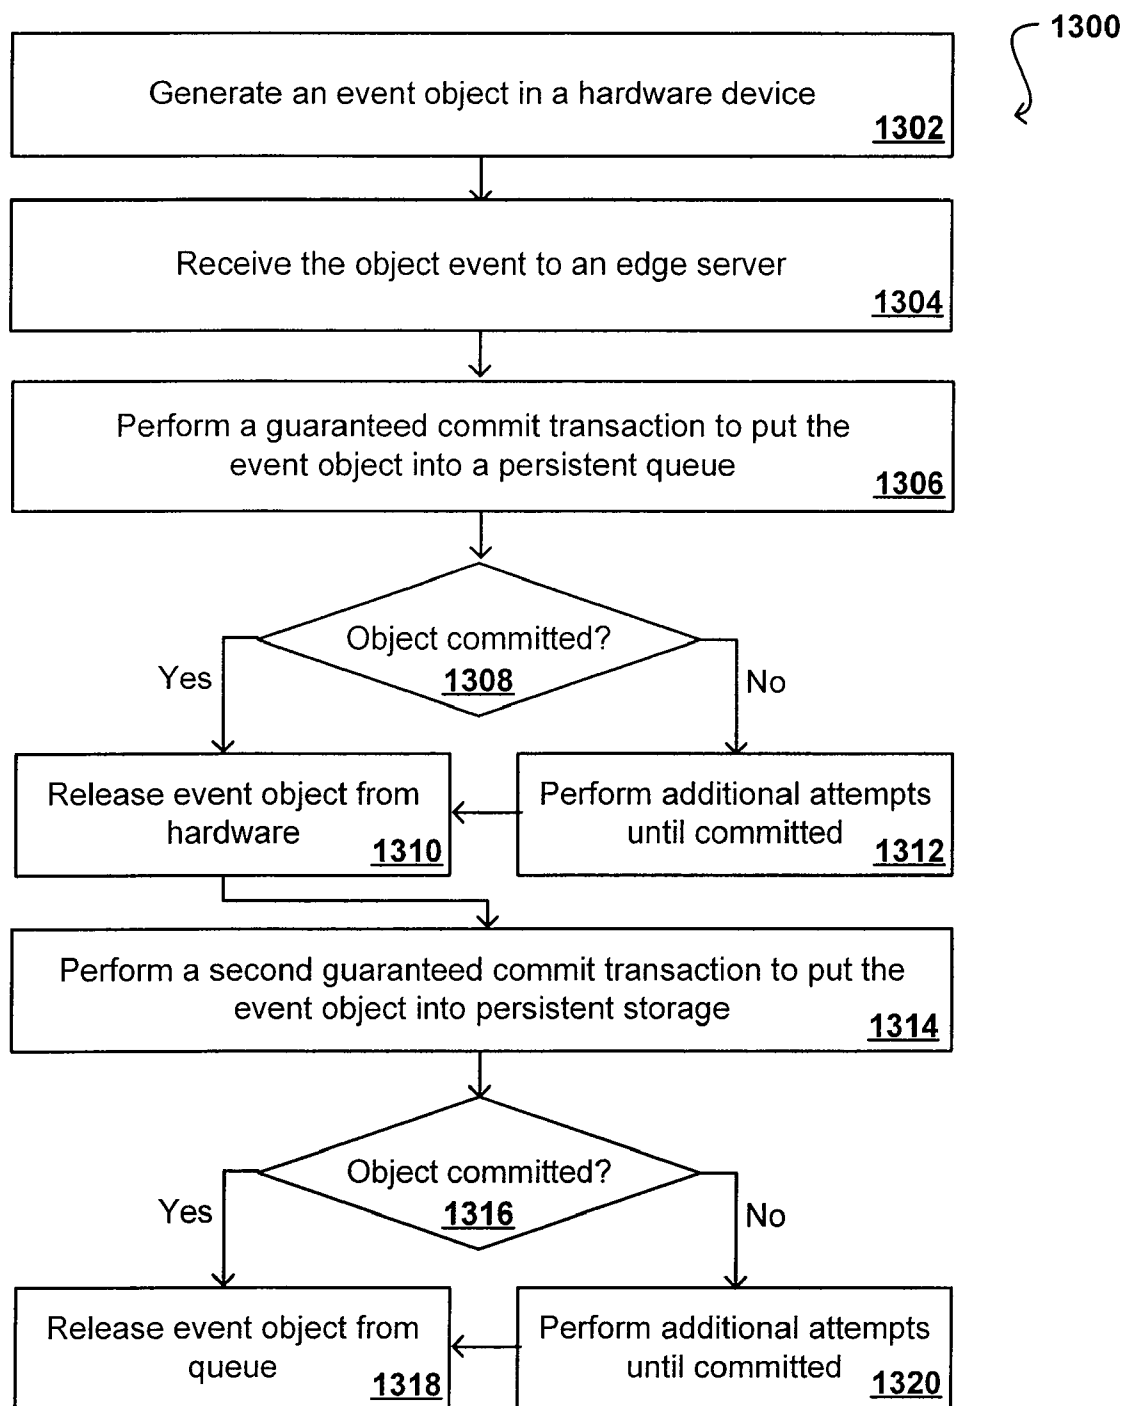 1300
Generate an event object in a hardware device
1302
Receive the object event to an edge server
1304
Perform a guaranteed commit transaction to put the
event object into a persistent queue
1306
Object committed?
1308
Yes
No
Release event object from
hardware
1310
Perform additional attempts
until committed
1312
Perform a second guaranteed commit transaction to put the
event object into persistent storage
1314
Object committed?
1316
Yes
No
Release event object from
queue
1318
Perform additional attempts
until committed
1320